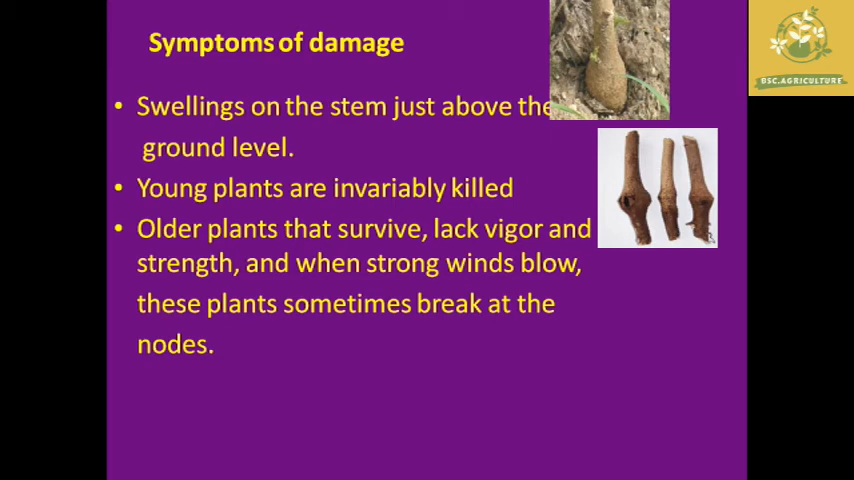 Symptoms of damage
BSC.AGRICULTURE
• Swellings on the stem just above the
ground level.
• Young plants are invariably killed
• Older plants that survive, lack vigor and
strength, and when strong winds blow,
these plants sometimes break at the
nodes.